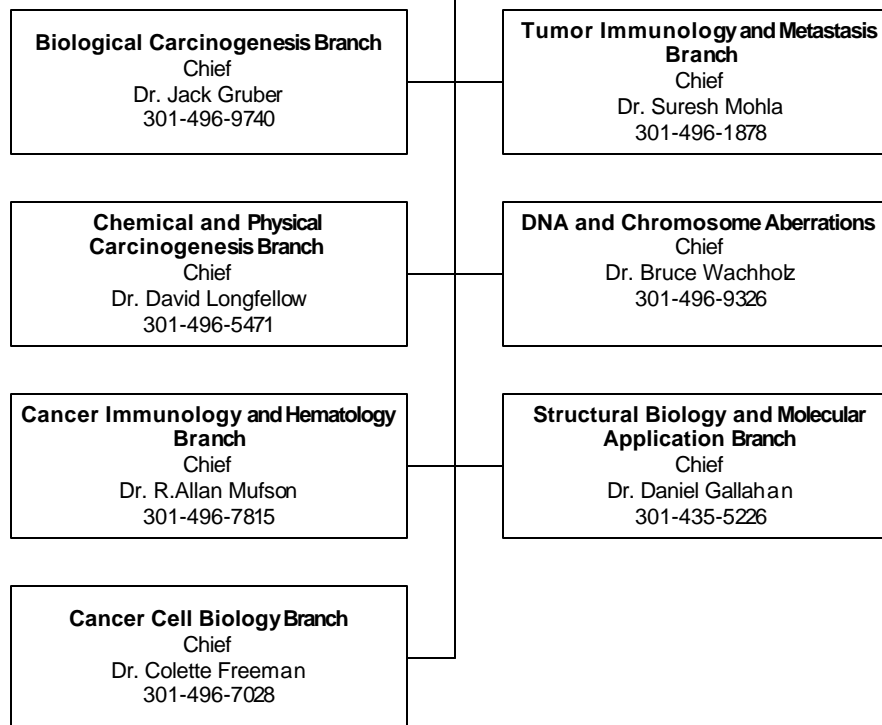 Biological Carcinogenesis Branch
Chief
Dr. Jack Gruber
301-496-9740
Tumor Immunology and Metastasis
Branch
Chief
Dr. Suresh Mohla
301-496-1878
Chemical and Physical
Carcinogenesis Branch
Chief
Dr. David Longfellow
301-496-5471
DNA and Chromosome Aberrations
Chief
Dr. Bruce Wachholz
301-496-9326
Cancer Immunology and Hematology
Branch
Chief
Dr. R.Allan Mufson
301-496-7815
Structural Biology and Molecular
Application Branch
Chief
Dr. Daniel Gallahan
301-435-5226
Cancer Cell Biology Branch
Chief
Dr. Colette Freeman
301-496-7028